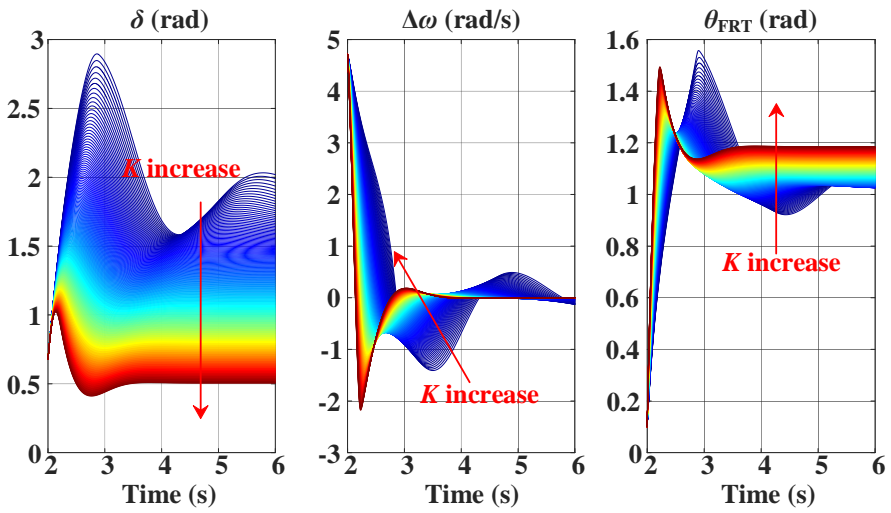 δ (rad)
3
2.5
2
1.5
1
0.5
0
2 3 4 5 6
Time (s)
K increase
Δω (rad/s)
5
4
3
2
1
0
-1
-2
-3
2 3 4 5 6
Time (s)
K increase
θFRT (rad)
1.6
1.4
1.2
1
0.8
0.6
0.4
0.2
0
2 3 4 5 6
Time (s)
K increase